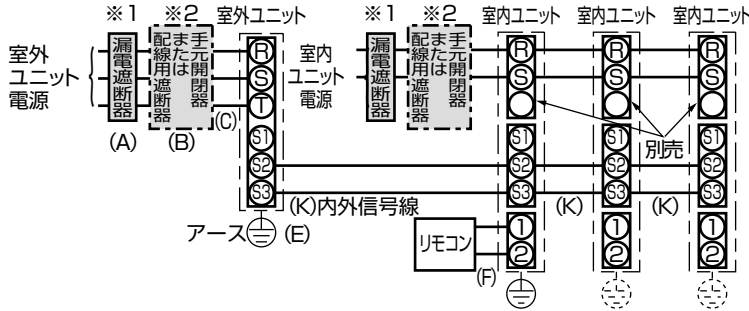 ※1
※2
室外ユニット
※1
※2
室内ユニット
室内ユニット
室内ユニット
室外
ユニット
電源
漏電遮断器
手元開閉器
または
配線用遮断器
R
S
T
S1
S2
S3
(A)
(B)
(C)
(K)内外信号線
アース
(E)
室内
ユニット
電源
漏電遮断器
手元開閉器
または
配線用遮断器
R
S
S1
S2
S3
1
2
R
S
S1
S2
S3
1
2
R
S
S1
S2
S3
1
2
別売
(K)
(K)
リモコン
(F)